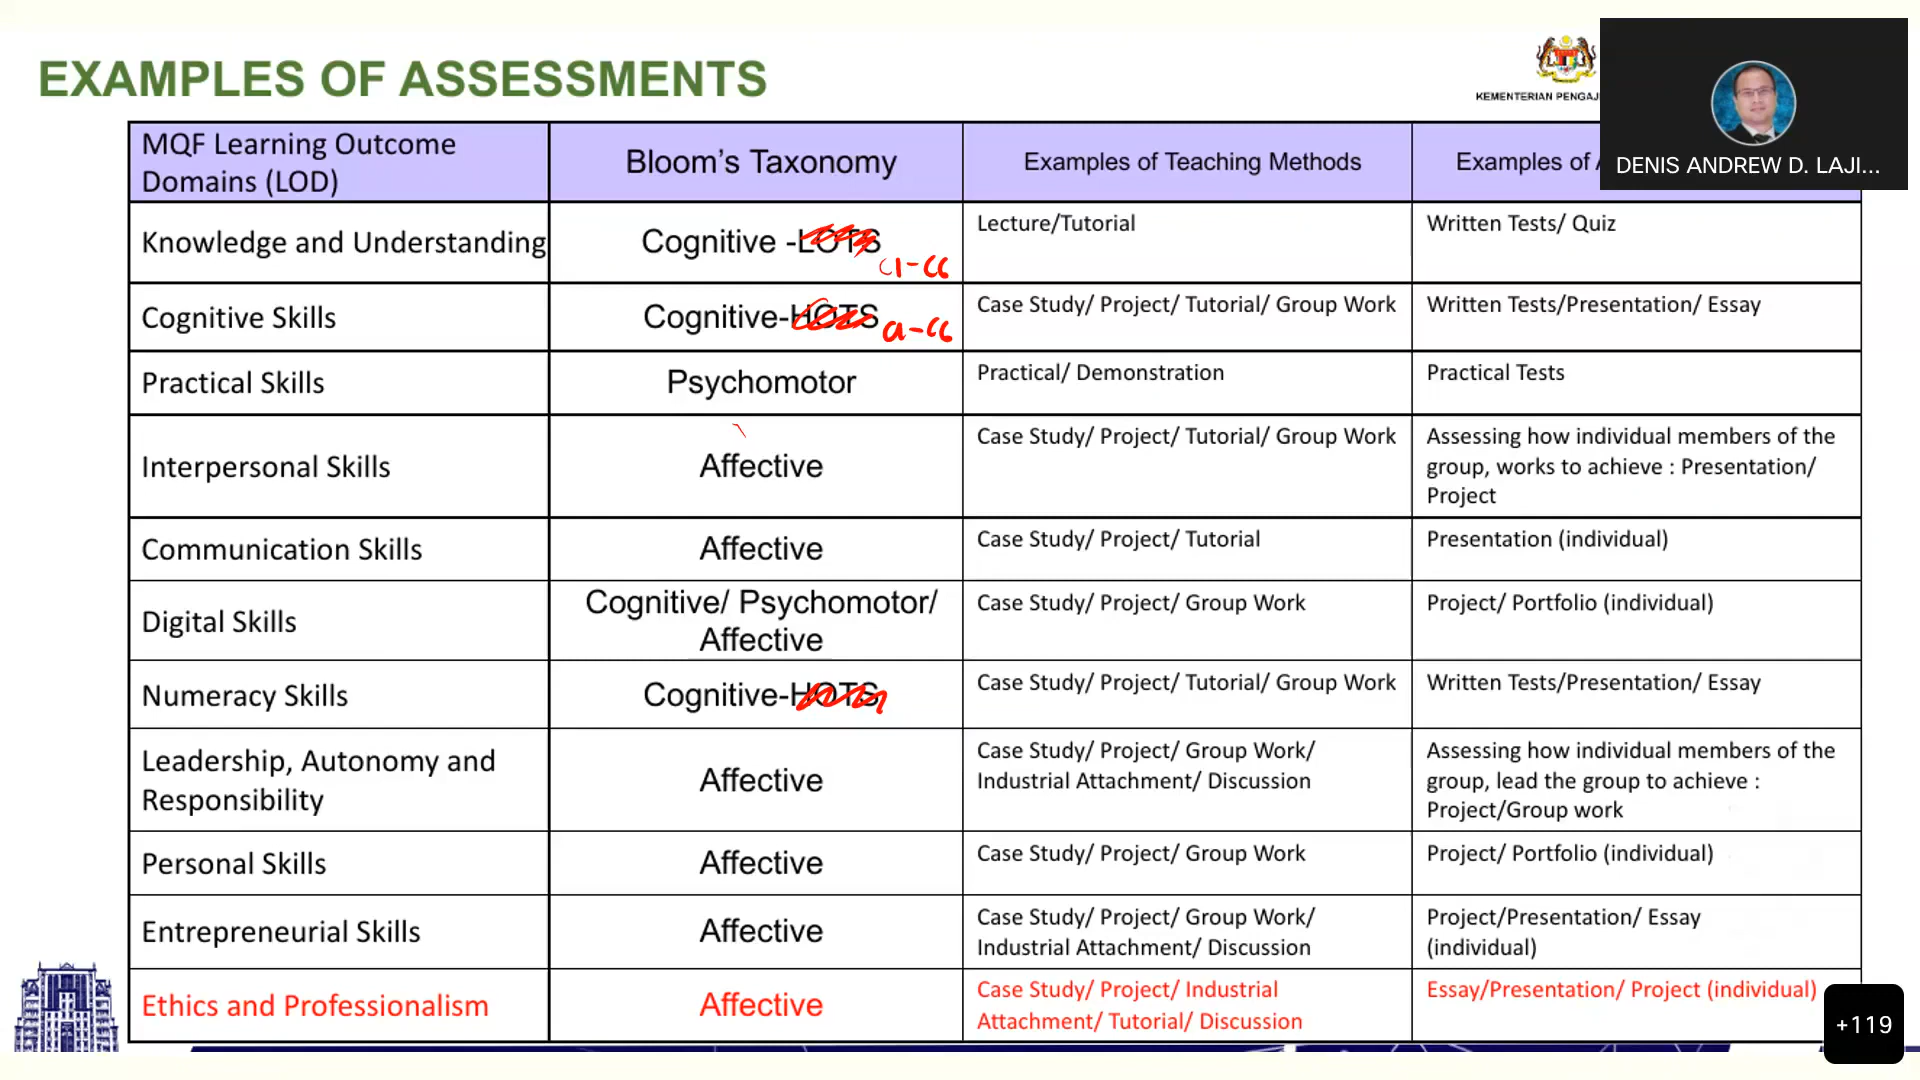 EXAMPLES OF ASSESSMENTS
KEMENTERIAN PENGAJ
DENIS ANDREW D. LAJI...
MQF Learning Outcome
Domains (LOD)
Bloom's Taxonomy
Examples of Teaching Methods
Examples of
Knowledge and Understanding
Cognitive -LOTS
C1-C6
Lecture/Tutorial
Written Tests/ Quiz
Cognitive Skills
Cognitive-HOTS
C1-C6
Case Study/ Project/ Tutorial/ Group Work
Written Tests/Presentation/ Essay
Practical Skills
Psychomotor
Practical/ Demonstration
Practical Tests
Interpersonal Skills
Affective
Case Study/ Project/ Tutorial/ Group Work
Assessing how individual members of the
group, works to achieve : Presentation/
Project
Communication Skills
Affective
Case Study/ Project/ Tutorial
Presentation (individual)
Digital Skills
Cognitive/ Psychomotor/
Affective
Case Study/ Project/ Group Work
Project/ Portfolio (individual)
Numeracy Skills
Cognitive-HOTS
Case Study/ Project/ Tutorial/ Group Work
Written Tests/Presentation/ Essay
Leadership, Autonomy and
Responsibility
Affective
Case Study/ Project/ Group Work/
Industrial Attachment/ Discussion
Assessing how individual members of the
group, lead the group to achieve :
Project/Group work
Personal Skills
Affective
Case Study/ Project/ Group Work
Project/ Portfolio (individual)
Entrepreneurial Skills
Affective
Case Study/ Project/ Group Work/
Industrial Attachment/ Discussion
Project/Presentation/ Essay
(individual)
Ethics and Professionalism
Affective
Case Study/ Project/ Industrial
Attachment/ Tutorial/ Discussion
Essay/Presentation/ Project (individual)
+119